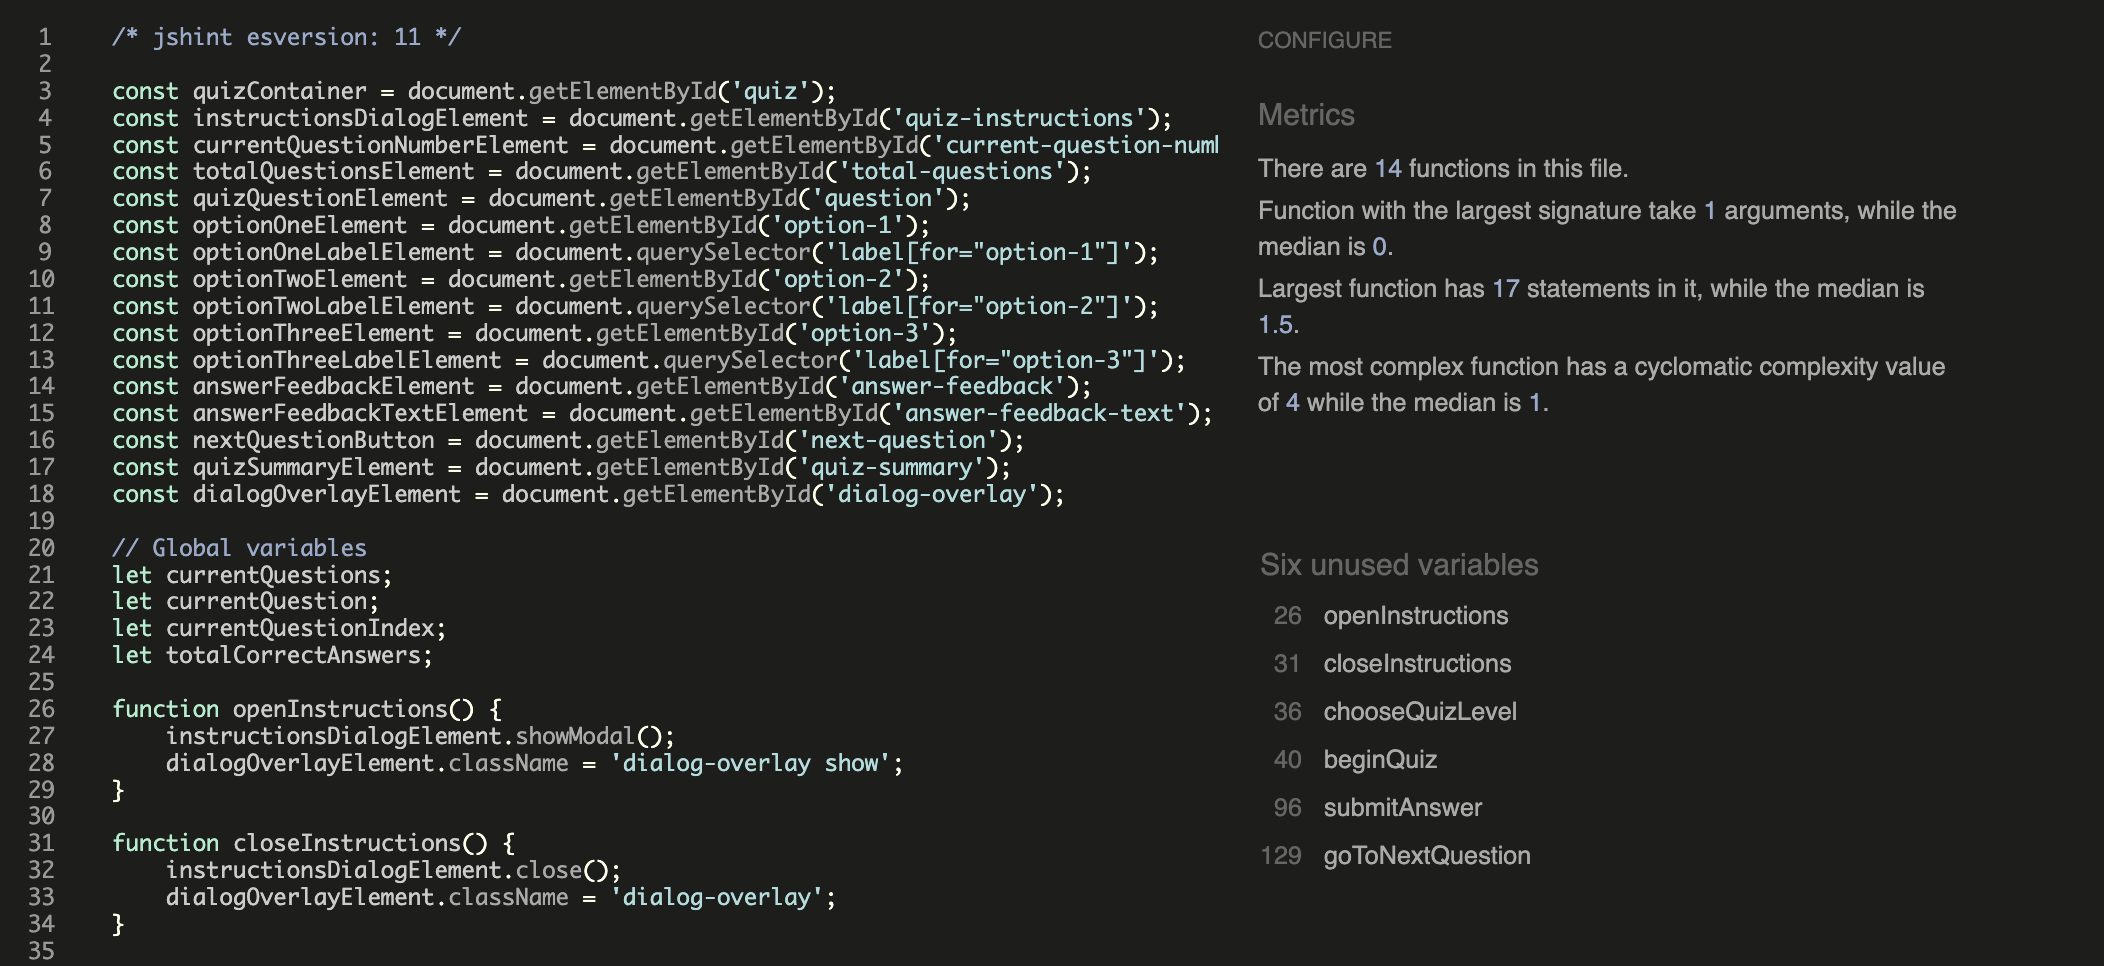 1 /* jshint esversion: 11 */
2
3 const quizContainer = document.getElementById('quiz');
4 const instructionsDialogElement = document.getElementById('quiz-instructions');
5 const currentQuestionNumberElement = document.getElementById('current-question-num
6 const totalQuestionsElement = document.getElementById('total-questions');
7 const quizQuestionElement = document.getElementById('question');
8 const optionOneElement = document.getElementById('option-1');
9 const optionOneLabelElement = document.querySelector('label[for="option-1"]');
10 const optionTwoElement = document.getElementById('option-2');
11 const optionTwoLabelElement = document.querySelector('label[for="option-2"]');
12 const optionThreeElement = document.getElementById('option-3');
13 const optionThreeLabelElement = document.querySelector('label[for="option-3"]');
14 const answerFeedbackElement = document.getElementById('answer-feedback');
15 const answerFeedbackTextElement = document.getElementById('answer-feedback-text');
16 const nextQuestionButton = document.getElementById('next-question');
17 const quizSummaryElement = document.getElementById('quiz-summary');
18 const dialogOverlayElement = document.getElementById('dialog-overlay');
19
20 // Global variables
21 let currentQuestions;
22 let currentQuestion;
23 let currentQuestionIndex;
24 let totalCorrectAnswers;
25
26 function openInstructions() {
27     instructionsDialogElement.showModal();
28     dialogOverlayElement.className = 'dialog-overlay show';
29 }
30
31 function closeInstructions() {
32     instructionsDialogElement.close();
33     dialogOverlayElement.className = 'dialog-overlay';
34 }
35
CONFIGURE
Metrics
There are 14 functions in this file.
Function with the largest signature take 1 arguments, while the
median is 0.
Largest function has 17 statements in it, while the median is
1.5.
The most complex function has a cyclomatic complexity value
of 4 while the median is 1.
Six unused variables
26 openInstructions
31 closeInstructions
36 chooseQuizLevel
40 beginQuiz
96 submitAnswer
129 goToNextQuestion